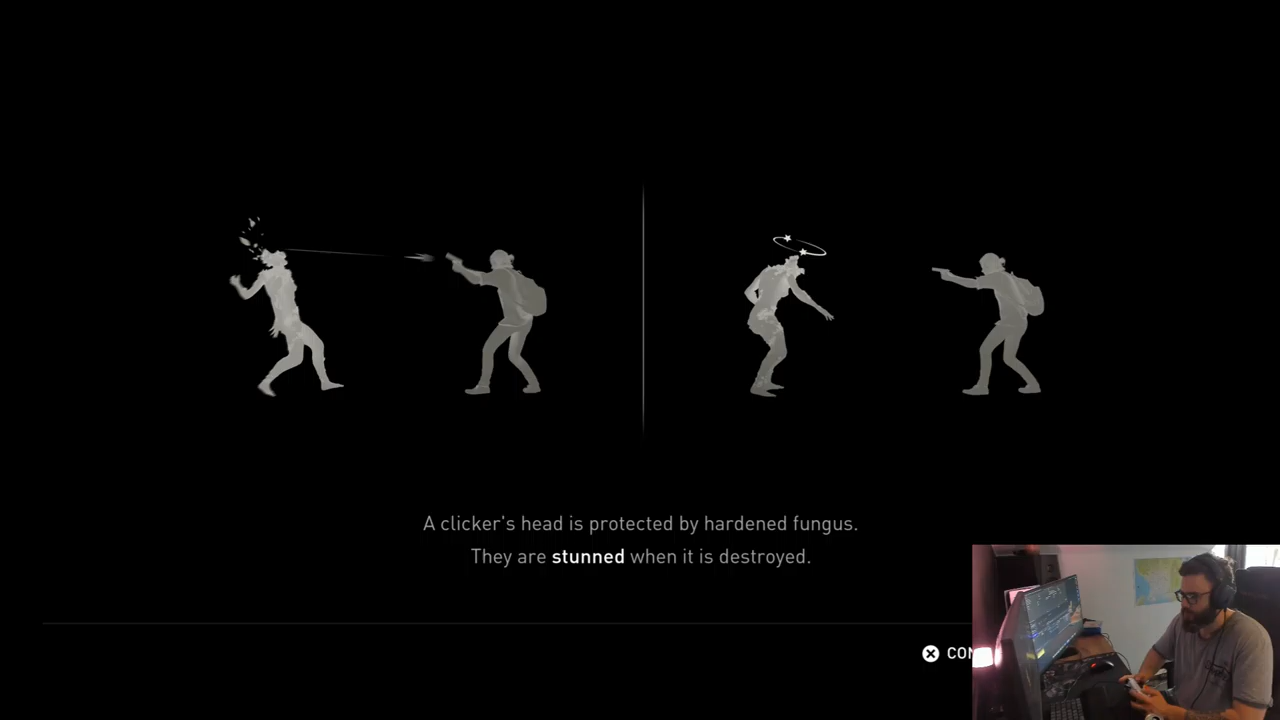 A clicker's head is protected by hardened fungus.
They are stunned when it is destroyed.